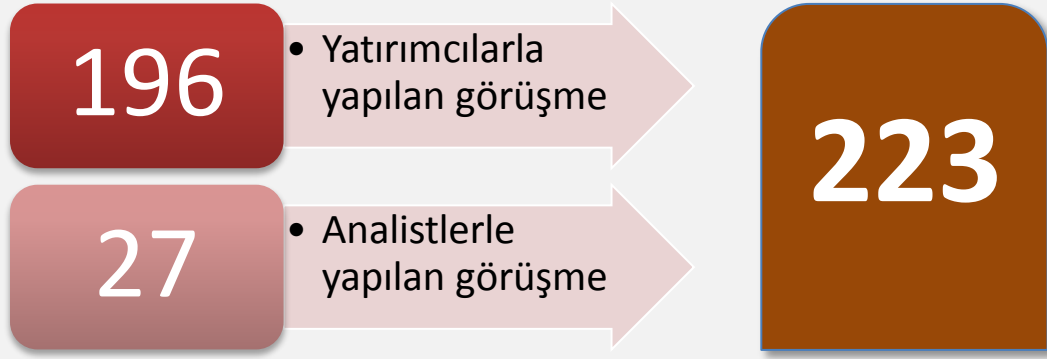 196
• Yatırımcılarla
yapılan görüşme
27
• Analistlerle
yapılan görüşme
223